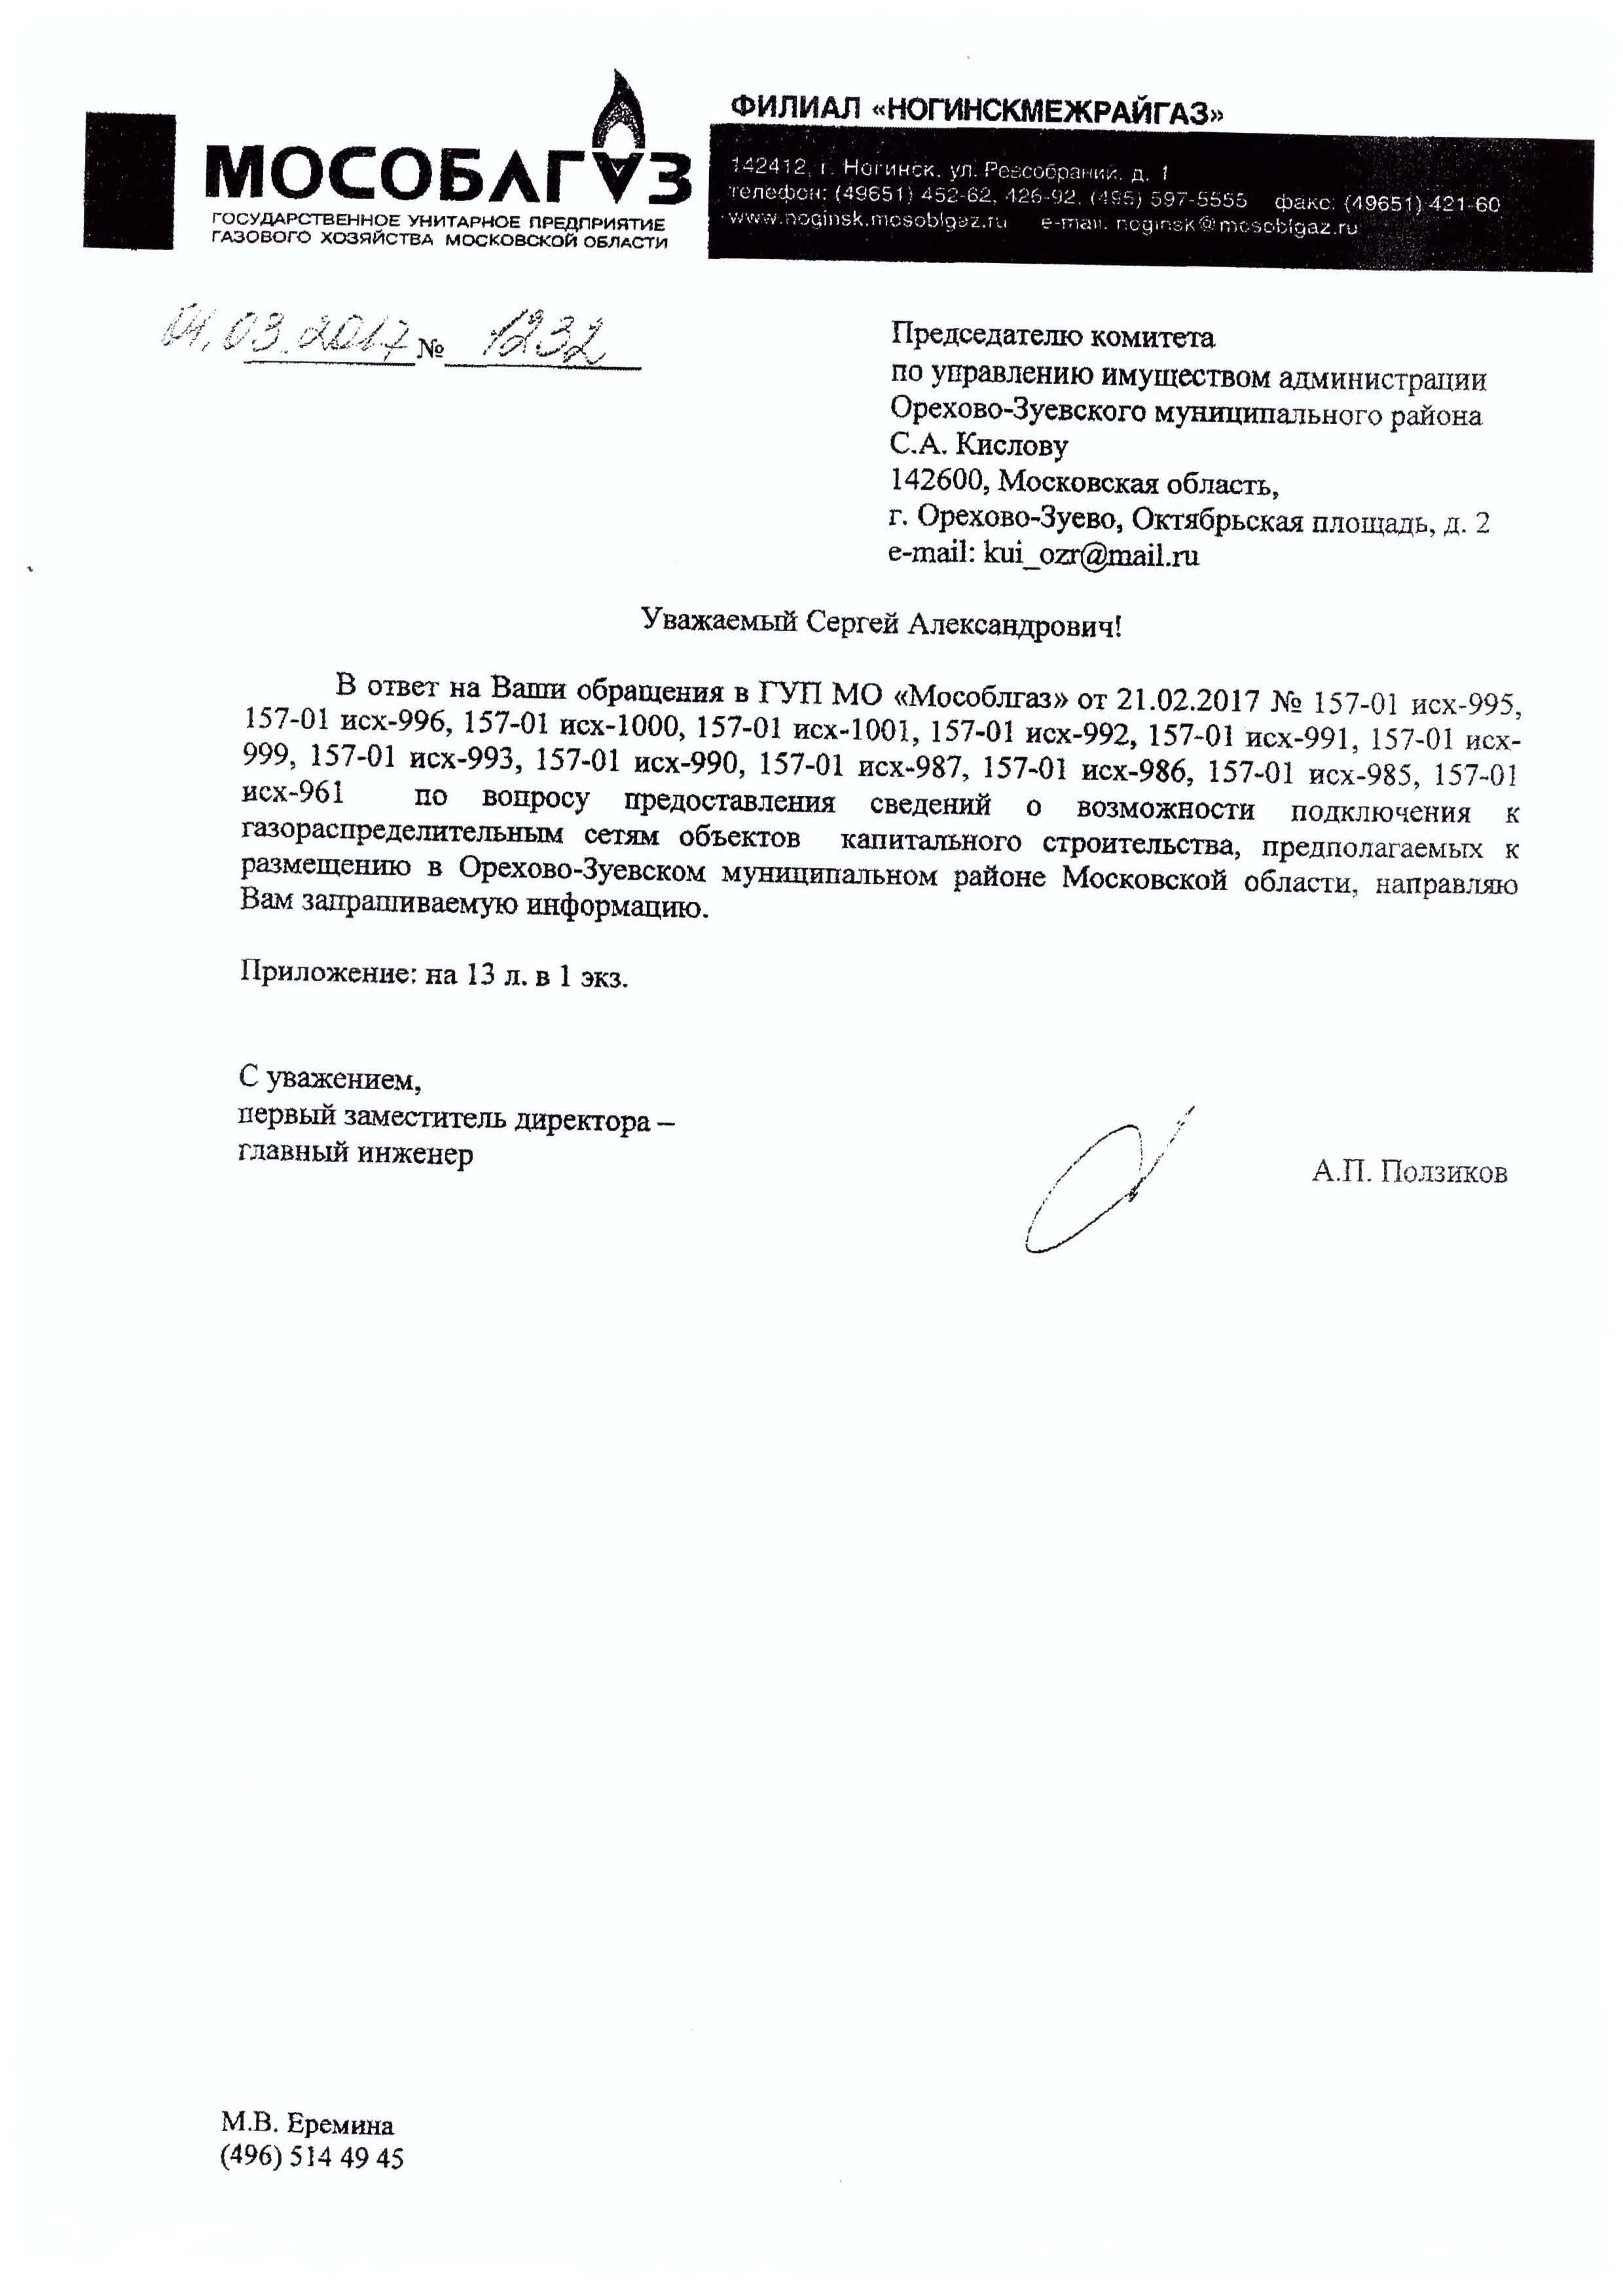 МОСОБЛГАЗ
ГОСУДАРСТВЕННОЕ УНИТАРНОЕ ПРЕДПРИЯТИЕ
ГАЗОВОГО ХОЗЯЙСТВА МОСКОВСКОЙ ОБЛАСТИ
ФИЛИАЛ «НОГИНСКМЕЖРАЙГАЗ»
142412, г. Ногинск, ул. Ревсобраний, д. 1
телефон: (49651) 452-62, 426-92, (495) 597-5555 факс: (49651) 421-60
www.noginsk.mosoblgaz.ru e-mail: noginsk@mosoblgaz.ru
01.03.2017 № 1232
Председателю комитета
по управлению имуществом администрации
Орехово-Зуевского муниципального района
С.А. Кислову
142600, Московская область,
г. Орехово-Зуево, Октябрьская площадь, д. 2
e-mail: kui_ozr@mail.ru
Уважаемый Сергей Александрович!
В ответ на Ваши обращения в ГУП МО «Мособлгаз» от 21.02.2017 № 157-01 исх-995,
157-01 исх-996, 157-01 исх-1000, 157-01 исх-1001, 157-01 исх-992, 157-01 исх-991, 157-01 исх-
999, 157-01 исх-993, 157-01 исх-990, 157-01 исх-987, 157-01 исх-986, 157-01 исх-985, 157-01
исх-961 по вопросу предоставления сведений о возможности подключения к
газораспределительным сетям объектов капитального строительства, предполагаемых к
размещению в Орехово-Зуевском муниципальном районе Московской области, направляю
Вам запрашиваемую информацию.
Приложение: на 13 л. в 1 экз.
С уважением,
первый заместитель директора –
главный инженер
А.П. Ползиков
М.В. Еремина
(496) 514 49 45